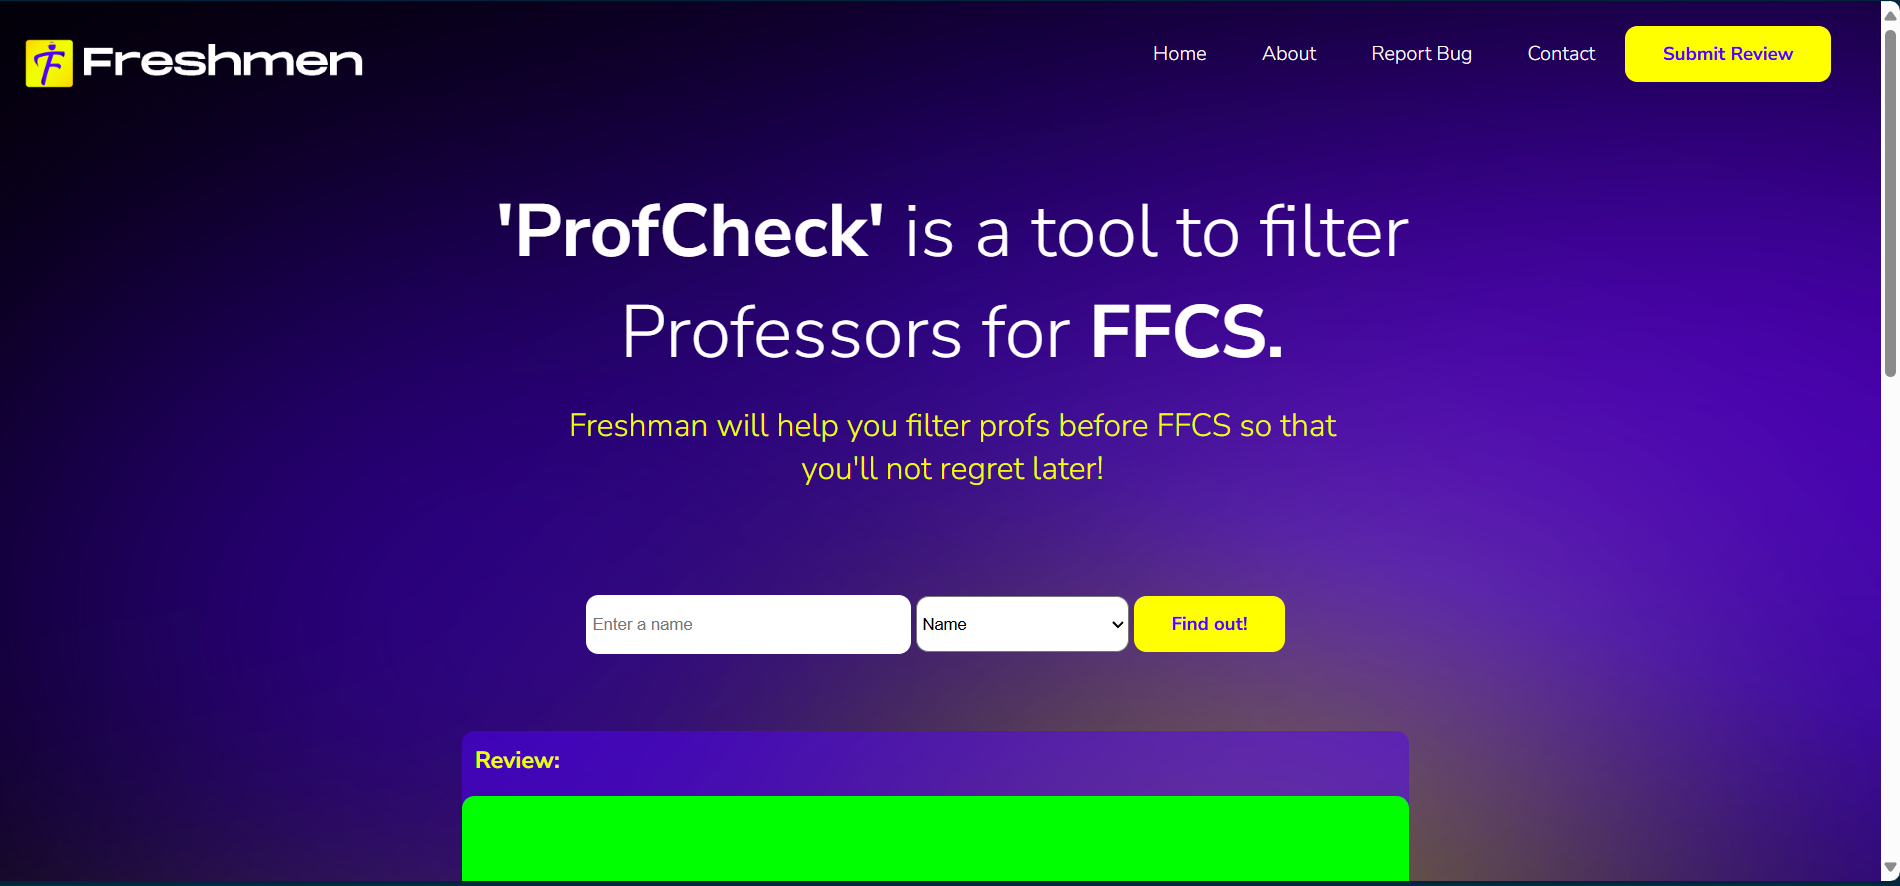 Freshmen
Home
About
Report Bug
Contact
Submit Review
'ProfCheck' is a tool to filter
Professors for FFCS.
Freshman will help you filter profs before FFCS so that
you'll not regret later!
Enter a name
Name
Find out!
Review: